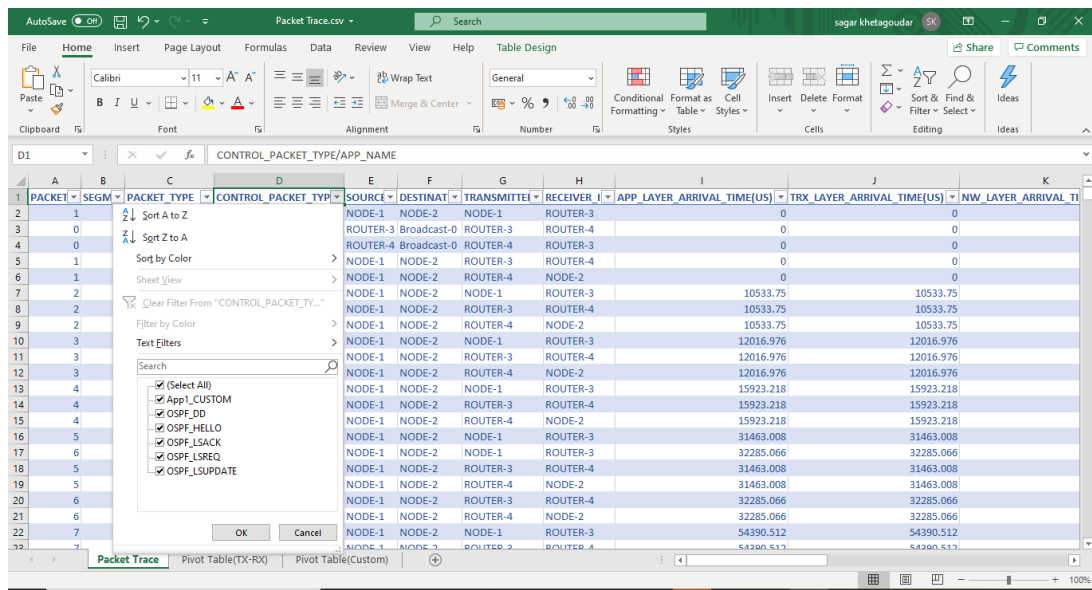 AutoSave Off Packet Trace.csv Search sagar khetagoudar SK
File Home Insert Page Layout Formulas Data Review View Help Table Design Share Comments
Paste Calibri 11 A A Wrap Text General Conditional Format as Cell Insert Delete Format Sort & Find & Ideas
B I U A Merge & Center % Formatting Table Styles Filter Select
Clipboard Font Alignment Number Styles Cells Editing Ideas
D1 fx CONTROL_PACKET_TYPE/APP_NAME
A B C D E F G H I J K
1 PACKET SEGM PACKET_TYPE CONTROL_PACKET_TYP SOURCE DESTINAT TRANSMITTE RECEIVER_I APP_LAYER_ARRIVAL_TIME(US) TRX_LAYER_ARRIVAL_TIME(US) NW_LAYER_ARRIVAL_TI
2 1 NODE-1 NODE-2 NODE-1 ROUTER-3 0 0
3 0 ROUTER-3 Broadcast-0 ROUTER-3 ROUTER-4 0 0
4 0 ROUTER-4 Broadcast-0 ROUTER-4 ROUTER-3 0 0
5 1 NODE-1 NODE-2 ROUTER-3 ROUTER-4 0 0
6 1 NODE-1 NODE-2 ROUTER-4 NODE-2 0 0
7 2 NODE-1 NODE-2 NODE-1 ROUTER-3 10533.75 10533.75
8 2 NODE-1 NODE-2 ROUTER-3 ROUTER-4 10533.75 10533.75
9 2 NODE-1 NODE-2 ROUTER-4 NODE-2 10533.75 10533.75
10 3 NODE-1 NODE-2 NODE-1 ROUTER-3 12016.976 12016.976
11 3 NODE-1 NODE-2 ROUTER-3 ROUTER-4 12016.976 12016.976
12 3 NODE-1 NODE-2 ROUTER-4 NODE-2 12016.976 12016.976
13 4 NODE-1 NODE-2 NODE-1 ROUTER-3 15923.218 15923.218
14 4 NODE-1 NODE-2 ROUTER-3 ROUTER-4 15923.218 15923.218
15 4 NODE-1 NODE-2 ROUTER-4 NODE-2 15923.218 15923.218
16 5 NODE-1 NODE-2 NODE-1 ROUTER-3 31463.008 31463.008
17 6 NODE-1 NODE-2 NODE-1 ROUTER-3 32285.066 32285.066
18 5 NODE-1 NODE-2 ROUTER-3 ROUTER-4 31463.008 31463.008
19 5 NODE-1 NODE-2 ROUTER-4 NODE-2 31463.008 31463.008
20 6 NODE-1 NODE-2 ROUTER-3 ROUTER-4 32285.066 32285.066
21 6 NODE-1 NODE-2 ROUTER-4 NODE-2 32285.066 32285.066
22 7 NODE-1 NODE-2 NODE-1 ROUTER-3 54390.512 54390.512
23 7 NODE-1 NODE-2 ROUTER-3 ROUTER-4 54390.512 54390.512
Sort A to Z
Sort Z to A
Sort by Color
Sheet View
Clear Filter From "CONTROL_PACKET_TY..."
Filter by Color
Text Filters
Search
(Select All)
App1_CUSTOM
OSPF_DD
OSPF_HELLO
OSPF_LSACK
OSPF_LSREQ
OSPF_LSUPDATE
OK Cancel
Packet Trace Pivot Table(TX-RX) Pivot Table(Custom)
100%